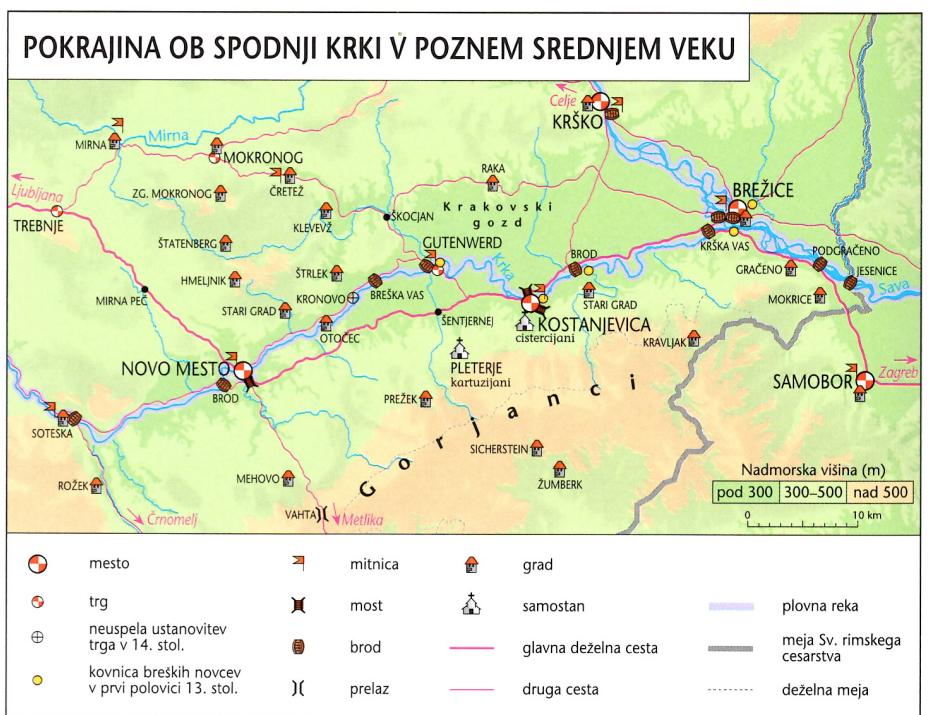 POKRAJINA OB SPODNJI KRKI V POZNEM SREDNJEM VEKU
Celje
KRŠKO
Mirna
MIRNA
MOKRONOG
RAKA
ČRETEŽ
Ljubljana
ZG. MOKRONOG
BREŽICE
TREBNJE
KLEVEVŽ
ŠKOCJAN
Krakovski
gozd
ŠTATENBERG
GUTENWERD
KRŠKA VAS
BROD
PODGRAČENO
HMELJNIK
ŠTRLEK
Krka
GRAČENO
JESENICE
MIRNA PEČ
KRONOVO
BREŠKA VAS
STARI GRAD
MOKRICE
Sava
STARI GRAD
OTOČEC
ŠENTJERNEJ
KOSTANJEVICA
cistercijani
KRAVLJAK
NOVO MESTO
PLETERJE
kartuzijani
Zagreb
SAMOBOR
BROD
PREŽEK
Gorjanci
SOTESKA
SICHERSTEIN
ŽUMBERK
ROŽEK
MEHOVO
Črnomelj
VAHTA
Metlika
Nadmorska višina (m)
pod 300 300–500 nad 500
0 10 km
mesto
mitnica
grad
trg
most
samostan
plovna reka
neuspela ustanovitev
trga v 14. stol.
brod
glavna deželna cesta
meja Sv. rimskega
cesarstva
kovnica breških novcev
v prvi polovici 13. stol.
prelaz
druga cesta
deželna meja